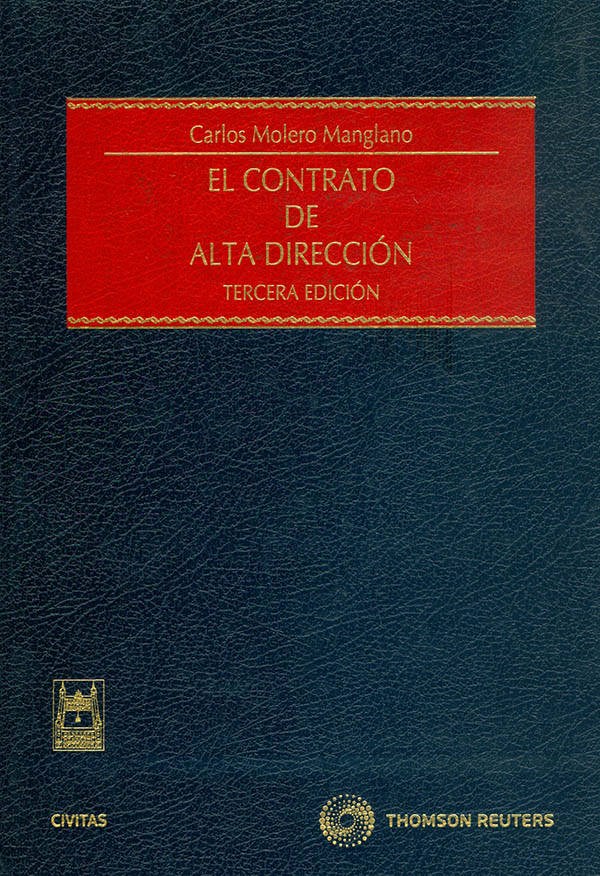 Carlos Molero Manglano
EL CONTRATO
DE
ALTA DIRECCIÓN
TERCERA EDICIÓN
CIVITAS
THOMSON REUTERS